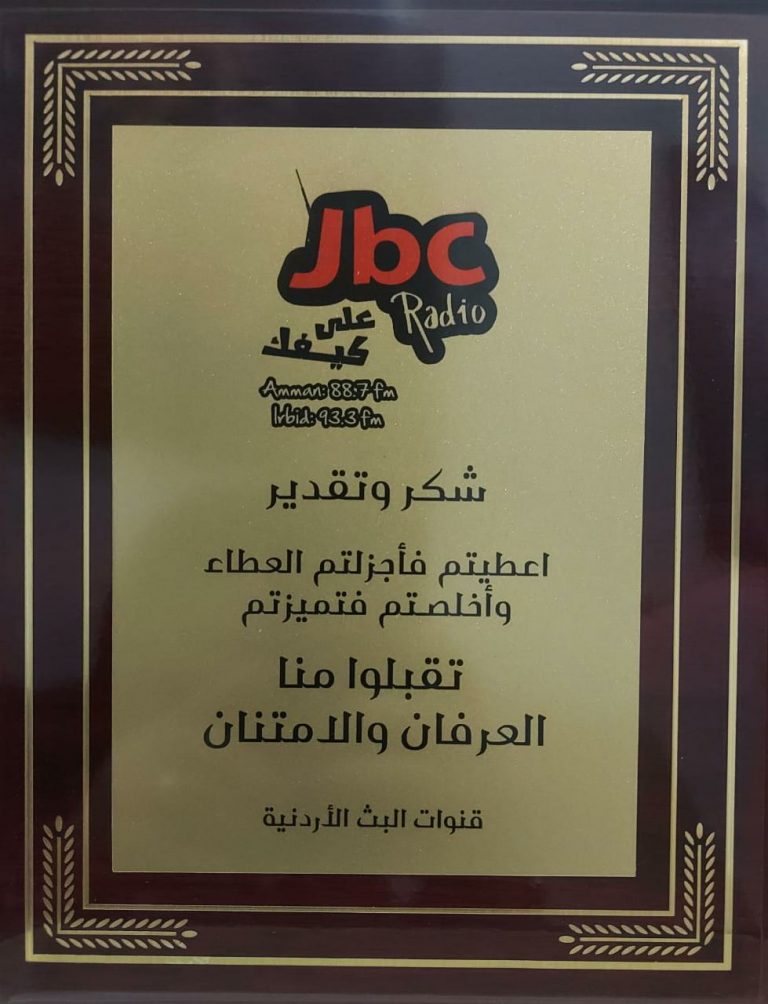 Jbc
Radio
على
كيفك
Amman: 88.7 fm
Irbid: 93.3 fm
شكر وتقدير
اعطيتم فأجزلتم العطاء
وأخلصتم فتميزتم
تقبلوا منا
العرفان والامتنان
قنوات البث الأردنية